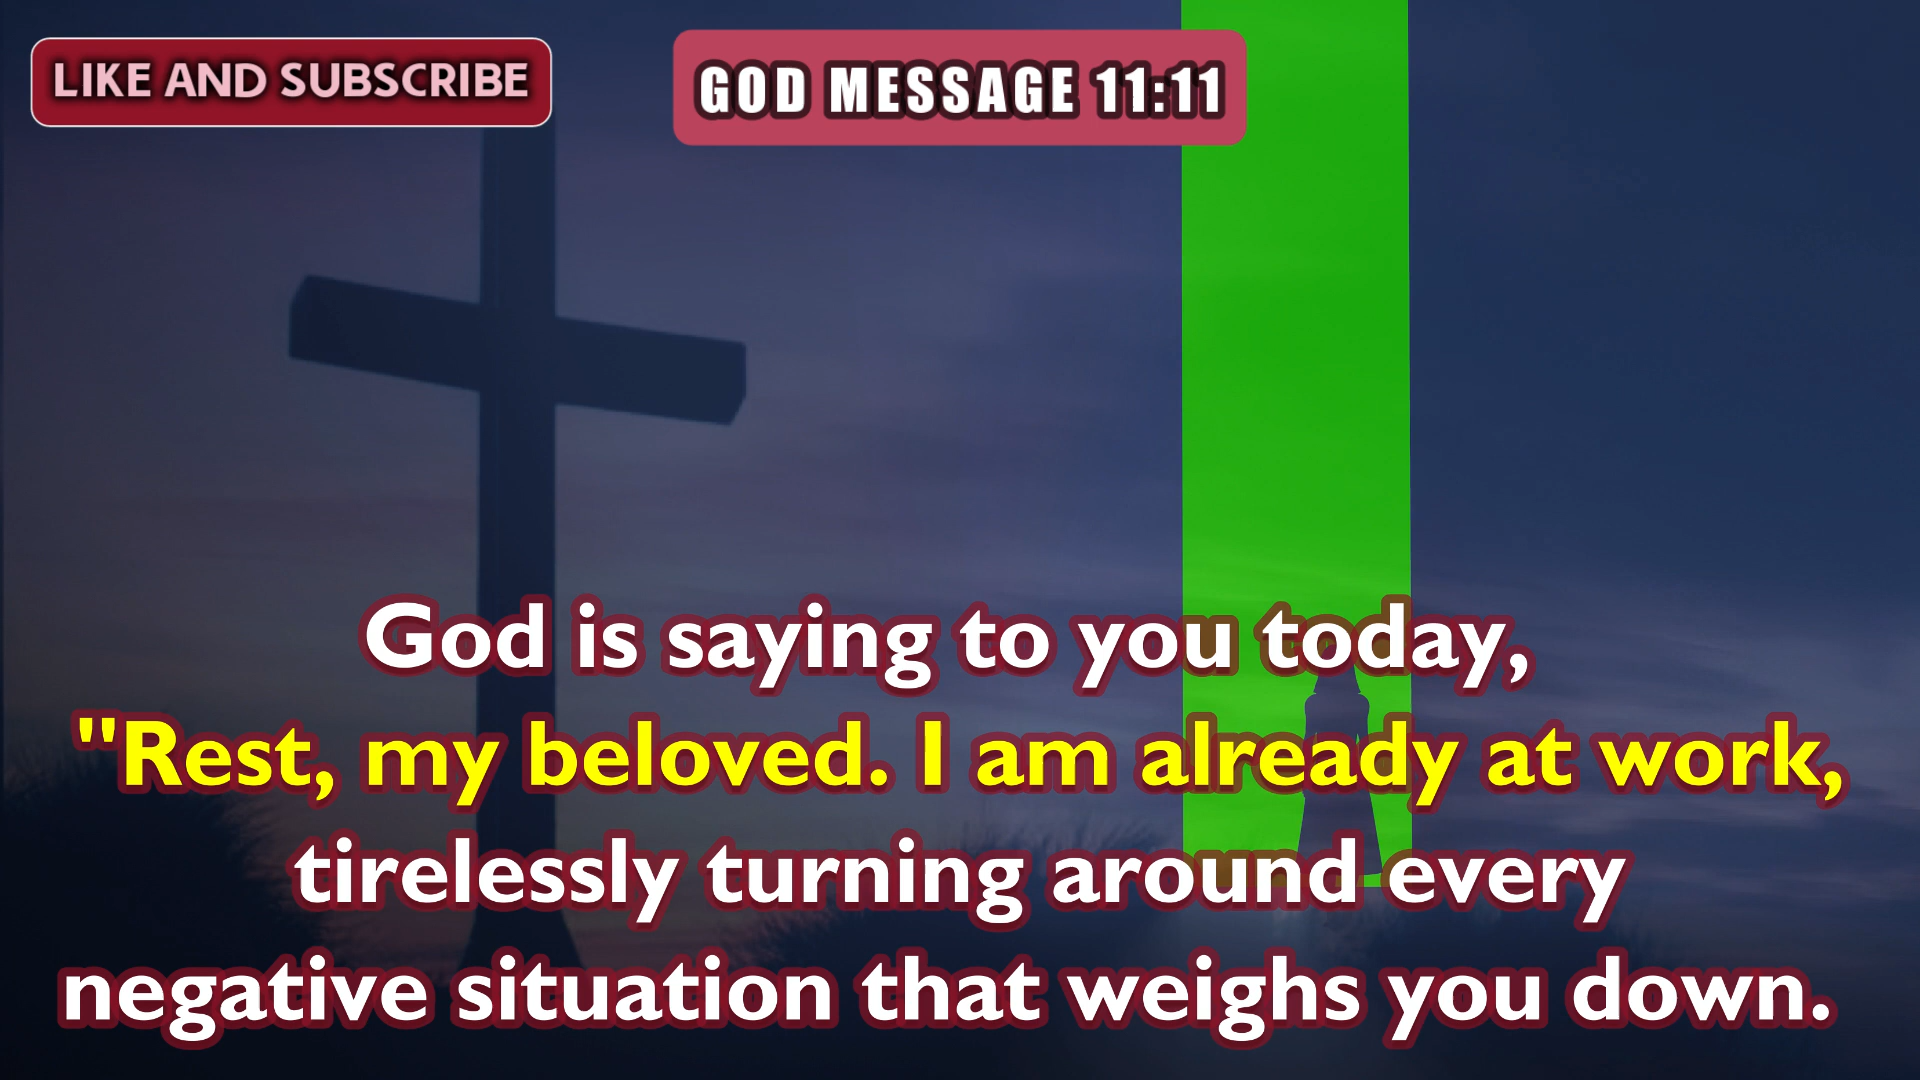 LIKE AND SUBSCRIBE
GOD MESSAGE 11:11
God is saying to you today,
"Rest, my beloved. I am already at work,
tirelessly turning around every
negative situation that weighs you down.